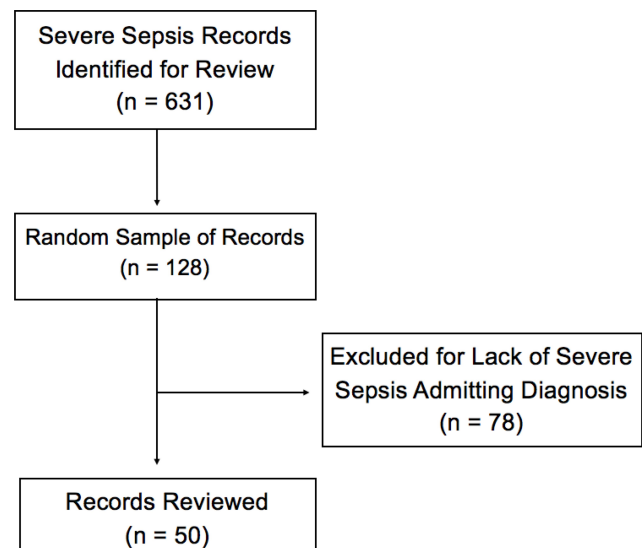 Severe Sepsis Records
Identified for Review
(n = 631)
Random Sample of Records
(n = 128)
Excluded for Lack of Severe
Sepsis Admitting Diagnosis
(n = 78)
Records Reviewed
(n = 50)